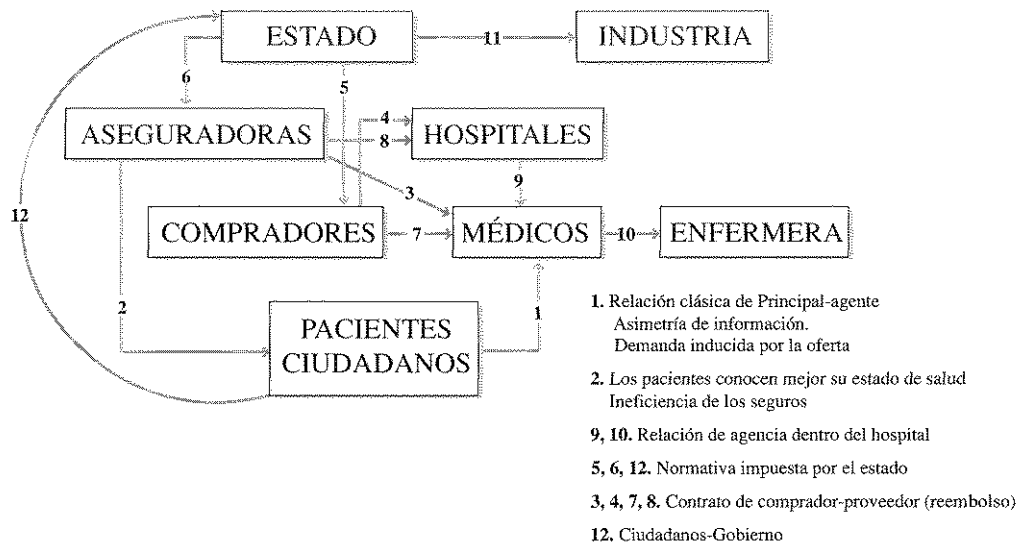 ESTADO
11
INDUSTRIA
6
5
ASEGURADORAS
4
8
HOSPITALES
3
9
12
COMPRADORES
7
MÉDICOS
10
ENFERMERA
2
1
PACIENTES
CIUDADANOS
1. Relación clásica de Principal-agente
Asimetría de información.
Demanda inducida por la oferta
2. Los pacientes conocen mejor su estado de salud
Ineficiencia de los seguros
9, 10. Relación de agencia dentro del hospital
5, 6, 12. Normativa impuesta por el estado
3, 4, 7, 8. Contrato de comprador-proveedor (reembolso)
12. Ciudadanos-Gobierno